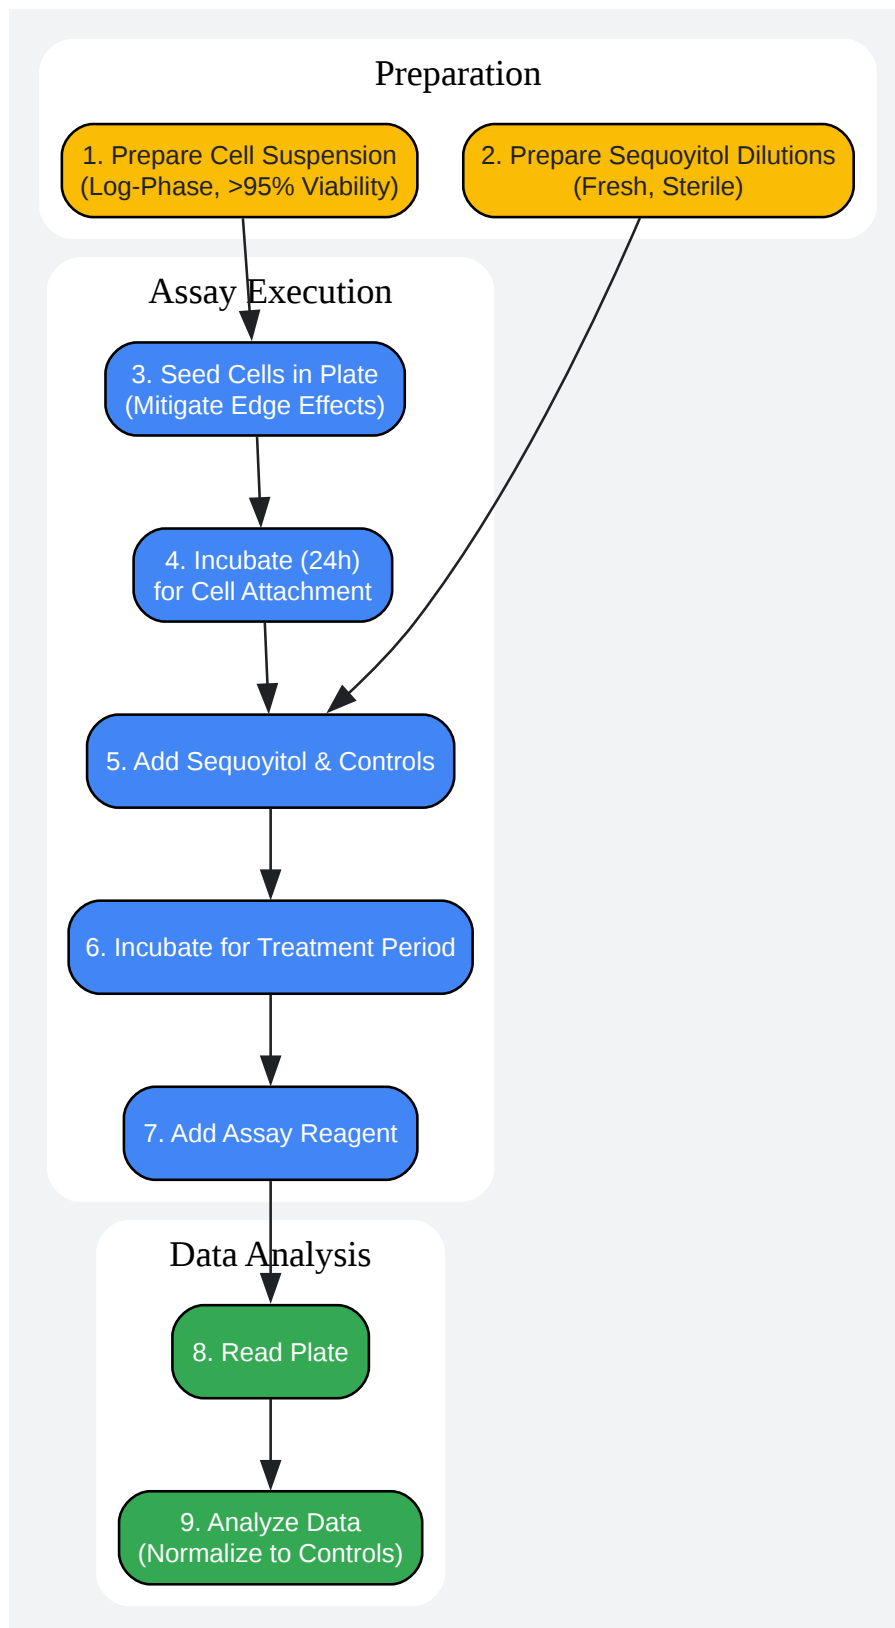 Preparation
1. Prepare Cell Suspension
(Log-Phase, >95% Viability)
2. Prepare Sequoyitol Dilutions
(Fresh, Sterile)
Assay Execution
3. Seed Cells in Plate
(Mitigate Edge Effects)
4. Incubate (24h)
for Cell Attachment
5. Add Sequoyitol & Controls
6. Incubate for Treatment Period
7. Add Assay Reagent
Data Analysis
8. Read Plate
9. Analyze Data
(Normalize to Controls)